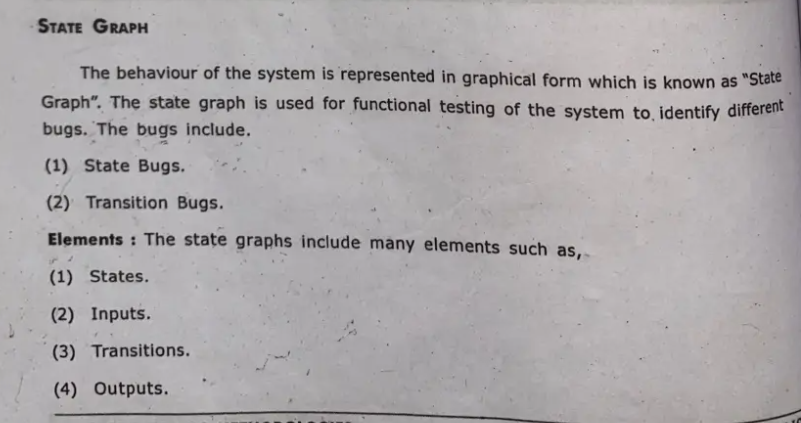 STATE GRAPH
The behaviour of the system is represented in graphical form which is known as "State
Graph". The state graph is used for functional testing of the system to identify different
bugs. The bugs include.
(1) State Bugs.
(2) Transition Bugs.
Elements : The state graphs include many elements such as,
(1) States.
(2) Inputs.
(3) Transitions.
(4) Outputs.